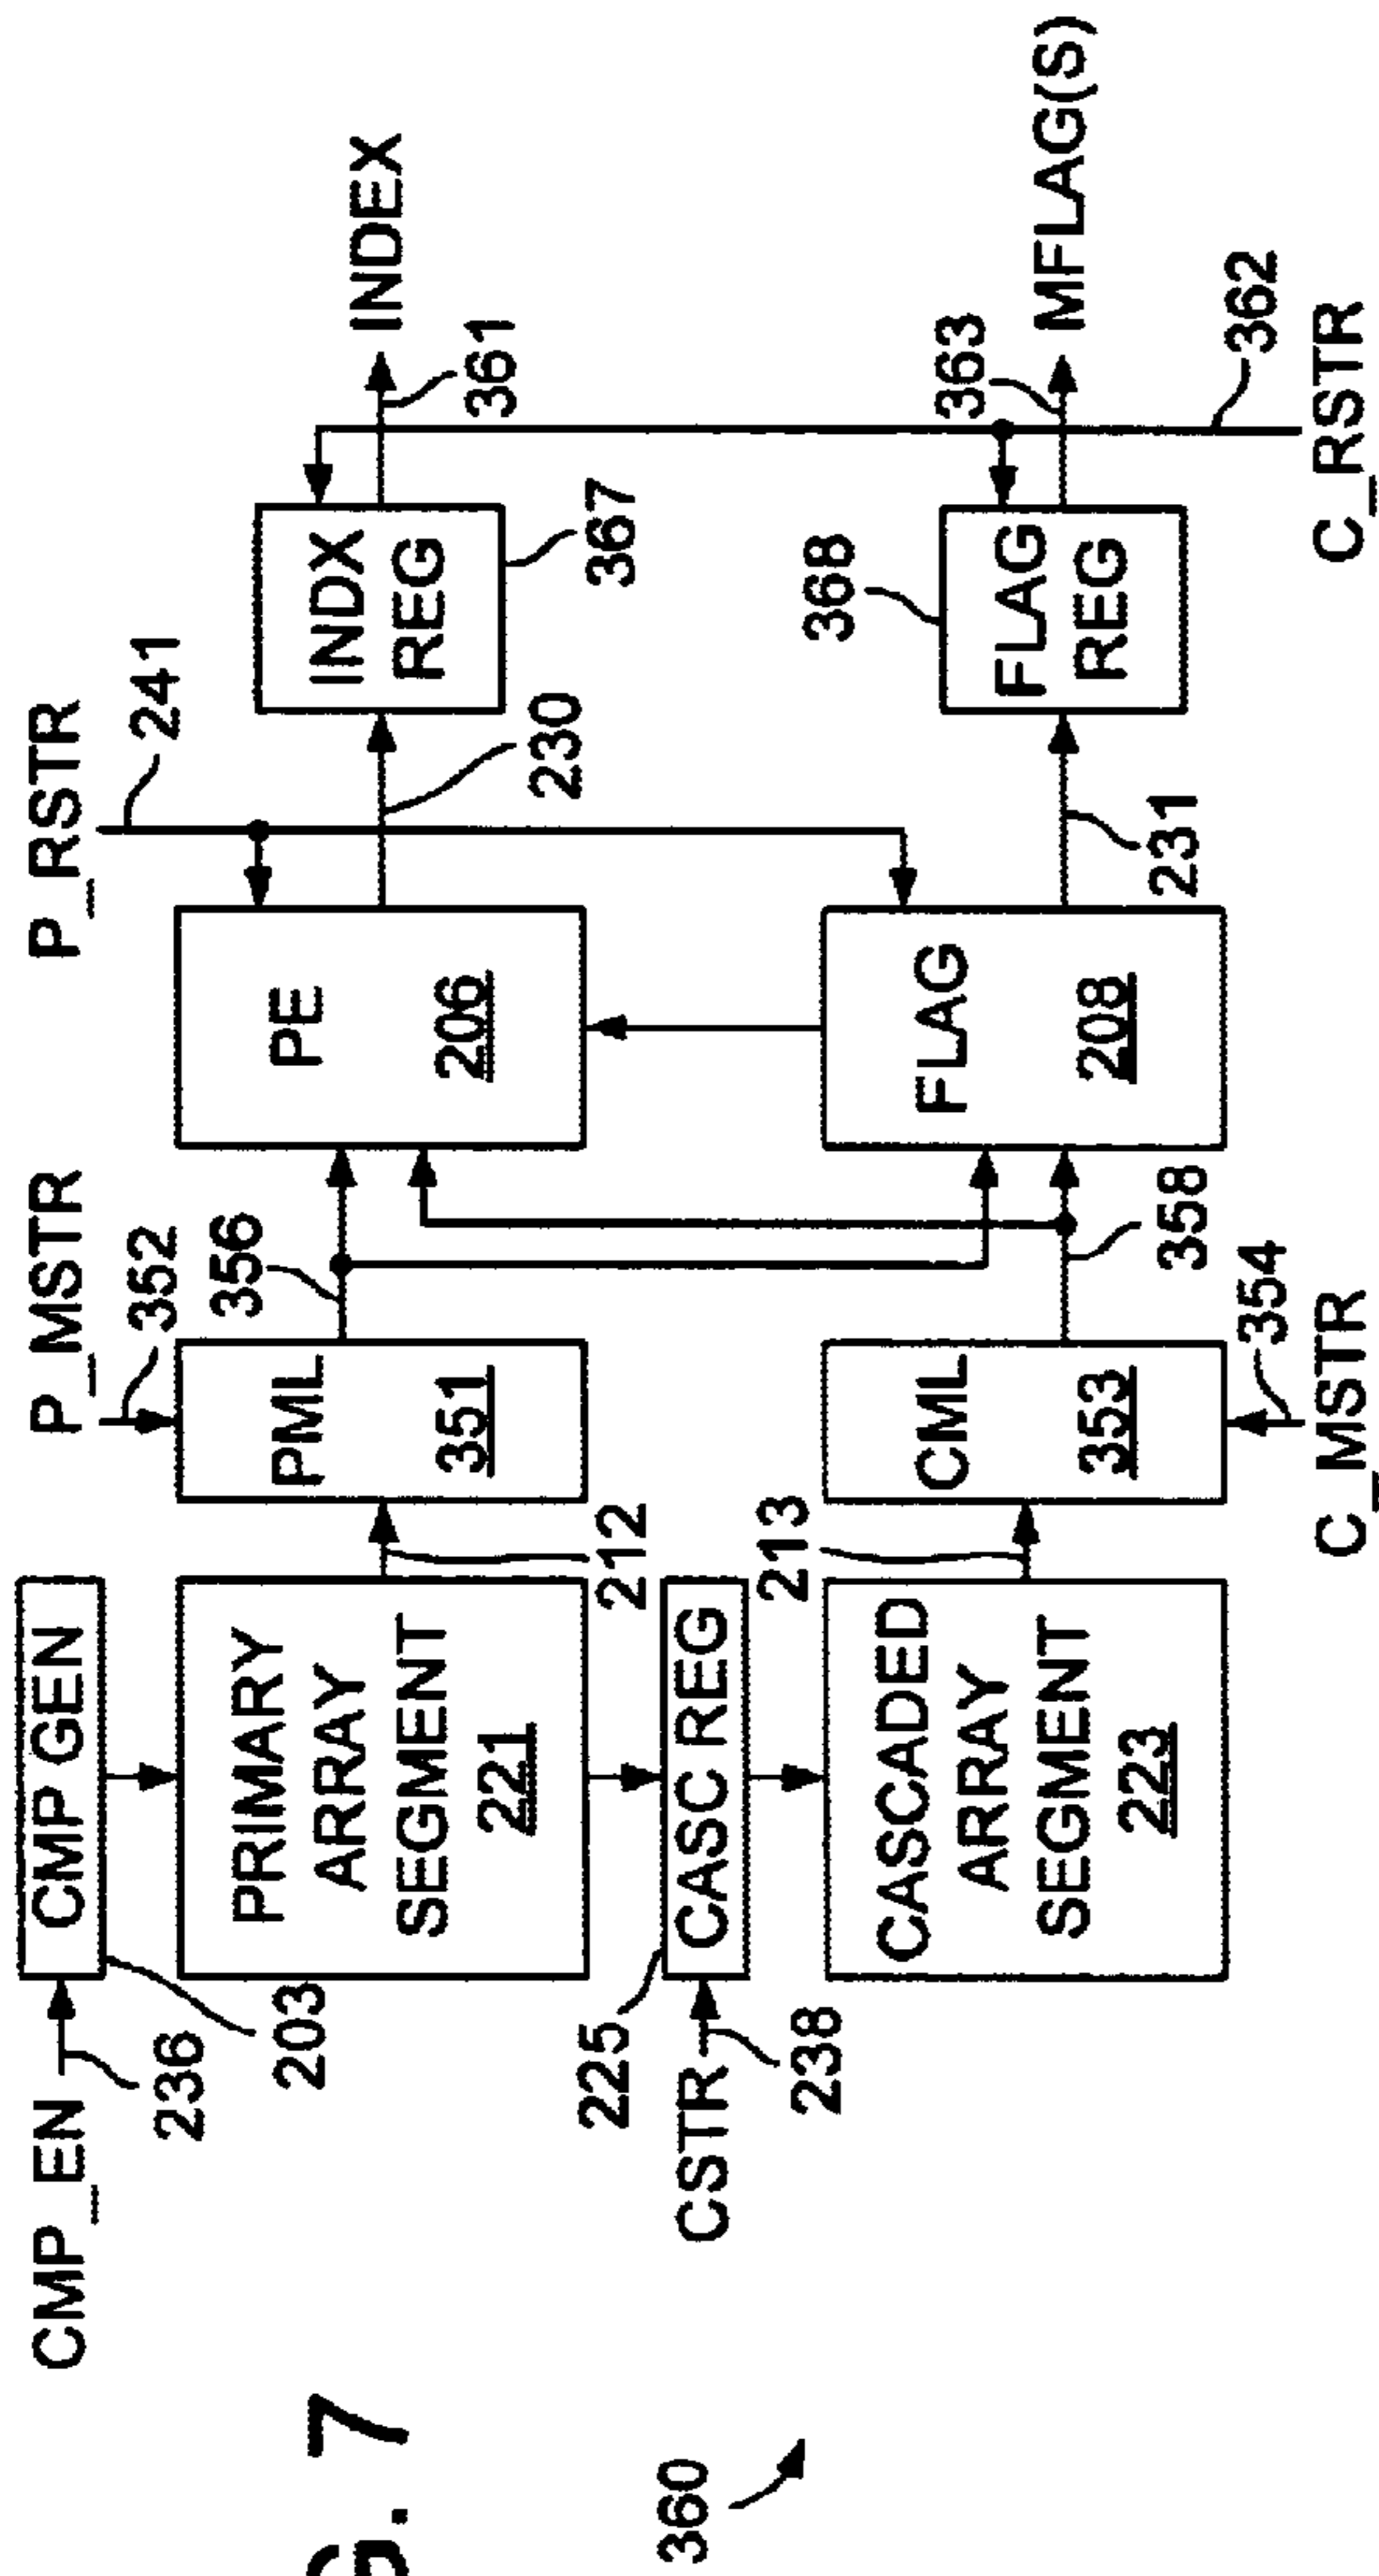 P_MSTR
P_RSTR
CMP_EN
CMP GEN
236
203
352
356
241
INDEX
PRIMARY
ARRAY
SEGMENT
221
212
PML
351
PE
206
230
INDX
REG
367
361
G. 7
360
225
CASC REG
CSTR
238
213
368
363
CASCADED
ARRAY
SEGMENT
223
CML
353
358
FLAG
208
231
FLAG
REG
MFLAG(S)
354
362
C_MSTR
C_RSTR